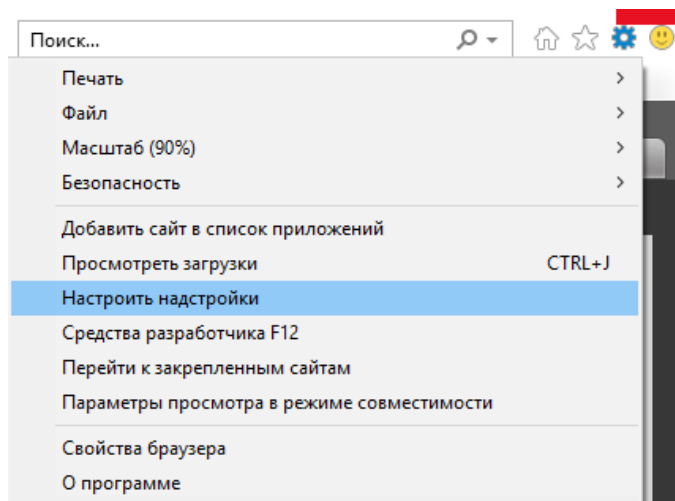 Поиск...
Печать
Файл
Масштаб (90%)
Безопасность
Добавить сайт в список приложений
Просмотреть загрузки CTRL+J
Настроить надстройки
Средства разработчика F12
Перейти к закрепленным сайтам
Параметры просмотра в режиме совместимости
Свойства браузера
О программе